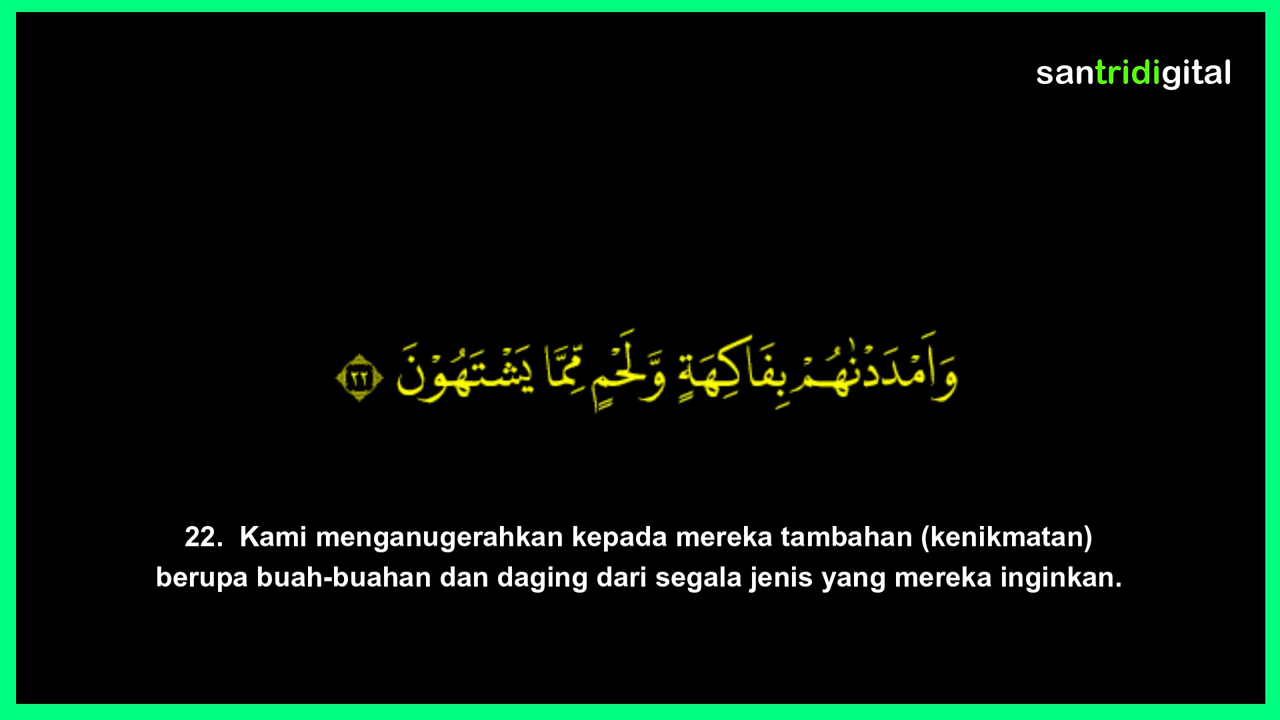 santridigital
وَاَمْدَدْنٰهُمْ بِفَاكِهَةٍ وَّلَحْمٍ مِّمَّا يَشْتَهُوْنَ ٢٢
22.  Kami menganugerahkan kepada mereka tambahan (kenikmatan)
berupa buah-buahan dan daging dari segala jenis yang mereka inginkan.